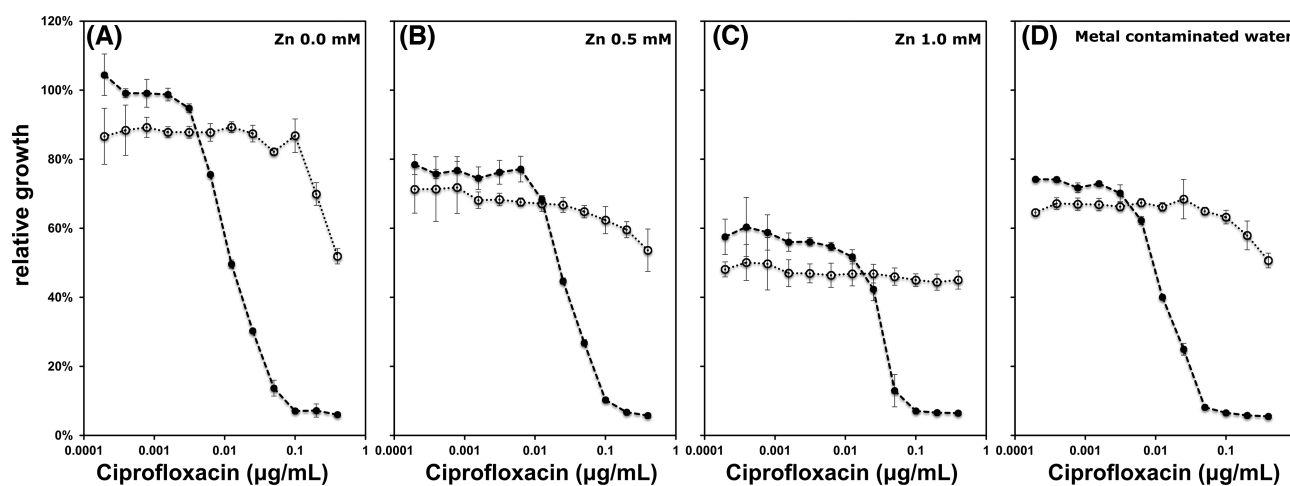 (A) Zn 0.0 mM
(B) Zn 0.5 mM
(C) Zn 1.0 mM
(D) Metal contaminated water
relative growth
120%
100%
80%
60%
40%
20%
0%
0.0001 0.001 0.01 0.1 1
0.0001 0.001 0.01 0.1 1
0.0001 0.001 0.01 0.1 1
0.0001 0.001 0.01 0.1
Ciprofloxacin (µg/mL)
Ciprofloxacin (µg/mL)
Ciprofloxacin (µg/mL)
Ciprofloxacin (µg/mL)